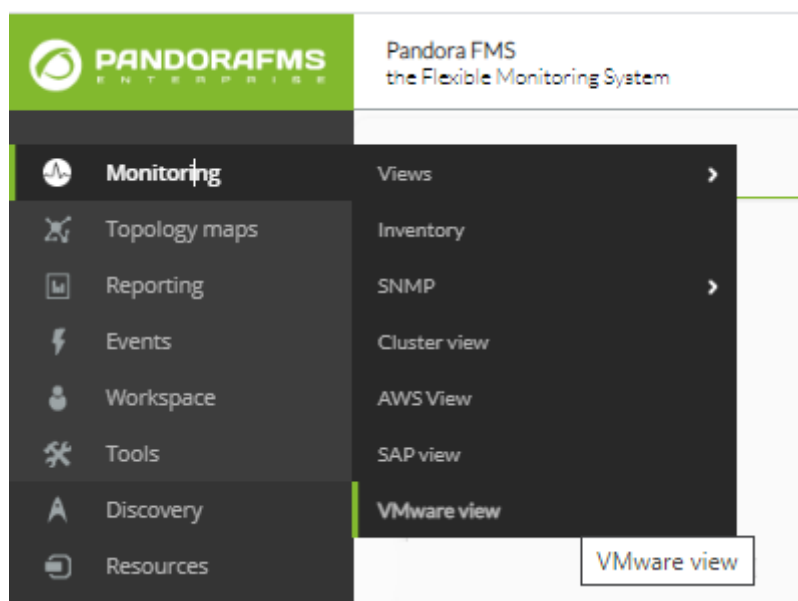 PANDORAFMS
ENTERPRISE
Pandora FMS
the Flexible Monitoring System
Monitoring
Topology maps
Reporting
Events
Workspace
Tools
Discovery
Resources
Views
Inventory
SNMP
Cluster view
AWS View
SAP view
VMware view
VMware view